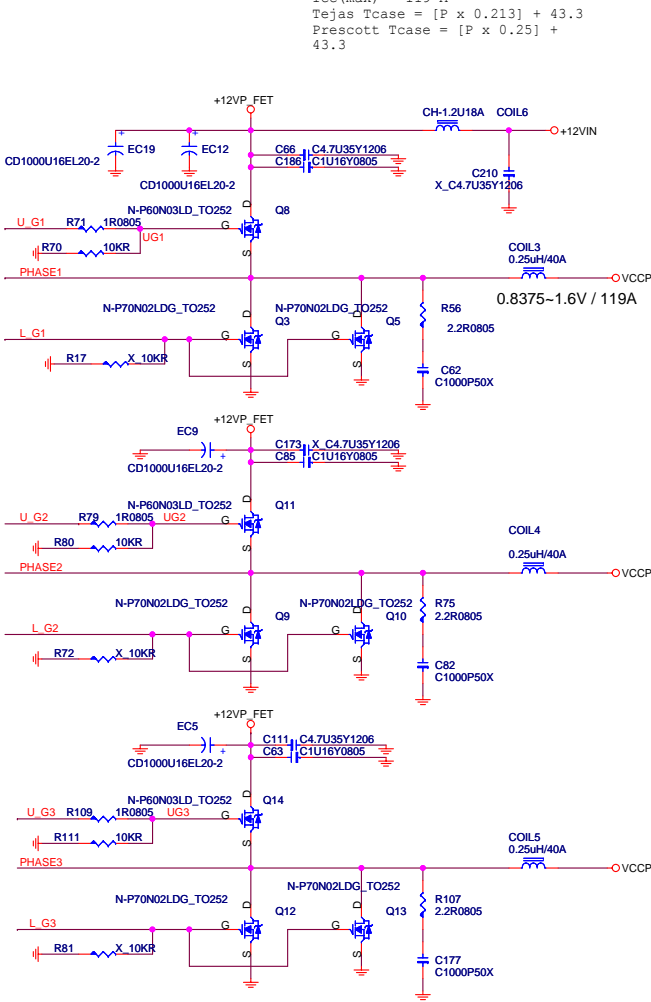 Tejas Tcase = [P x 0.213] + 43.3
Prescott Tcase = [P x 0.25] +
43.3
+12VP_FET
CH-1.2U18A COIL6
+12VIN
EC19
EC12
C66 C4.7U35Y1206
C186 C1U16Y0805
CD1000U16EL20-2
CD1000U16EL20-2
C210
X_C4.7U35Y1206
N-P60N03LD_TO252
D
Q8
U_G1
R71 1R0805
G
UG1
R70 10KR
S
COIL3
0.25uH/40A
PHASE1
VCCP
0.8375~1.6V / 119A
N-P70N02LDG_TO252
N-P70N02LDG_TO252
D
D
R56
2.2R0805
Q3
Q5
L_G1
G
G
R17 X_10KR
S
S
C62
C1000P50X
+12VP_FET
EC9
C173 X_C4.7U35Y1206
C85 C1U16Y0805
CD1000U16EL20-2
N-P60N03LD_TO252
D
Q11
U_G2
R79 1R0805
UG2
G
R80 10KR
S
COIL4
0.25uH/40A
PHASE2
VCCP
N-P70N02LDG_TO252
N-P70N02LDG_TO252
D
D
R75
2.2R0805
Q9
Q10
L_G2
G
G
R72 X_10KR
S
S
C82
C1000P50X
+12VP_FET
EC5
C111 C4.7U35Y1206
C63 C1U16Y0805
CD1000U16EL20-2
N-P60N03LD_TO252
D
Q14
U_G3
R109 1R0805
UG3
G
R111 10KR
S
COIL5
0.25uH/40A
PHASE3
VCCP
N-P70N02LDG_TO252
N-P70N02LDG_TO252
D
D
R107
2.2R0805
Q12
Q13
L_G3
G
G
R81 X_10KR
S
S
C177
C1000P50X